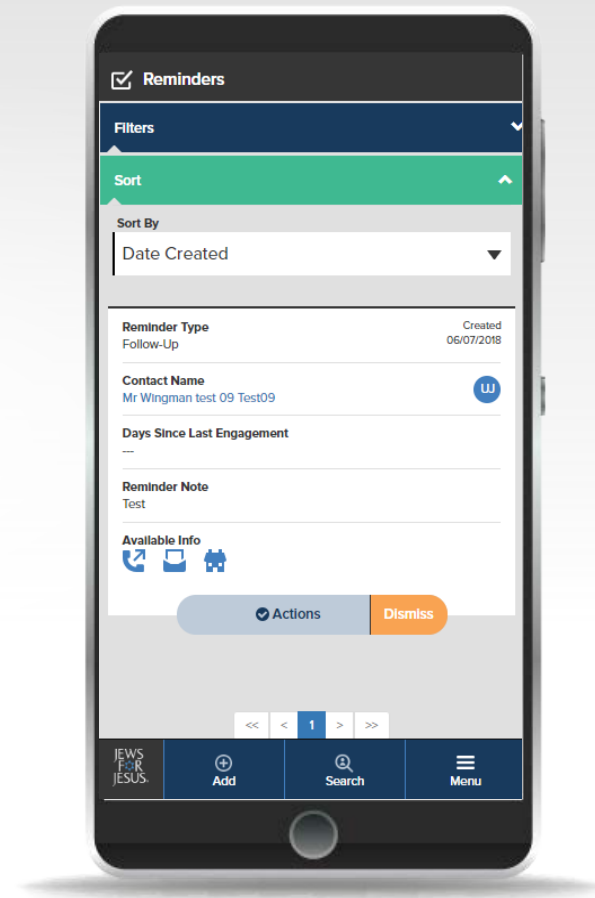 Reminders
Filters
Sort
Sort By
Date Created
Reminder Type
Created
Follow-Up
06/07/2018
Contact Name
Mr Wingman test 09 Test09
W
Days Since Last Engagement
---
Reminder Note
Test
Available Info
Actions
Dismiss
<< < 1 > >>
JEWS
FOR
JESUS.
Add
Search
Menu